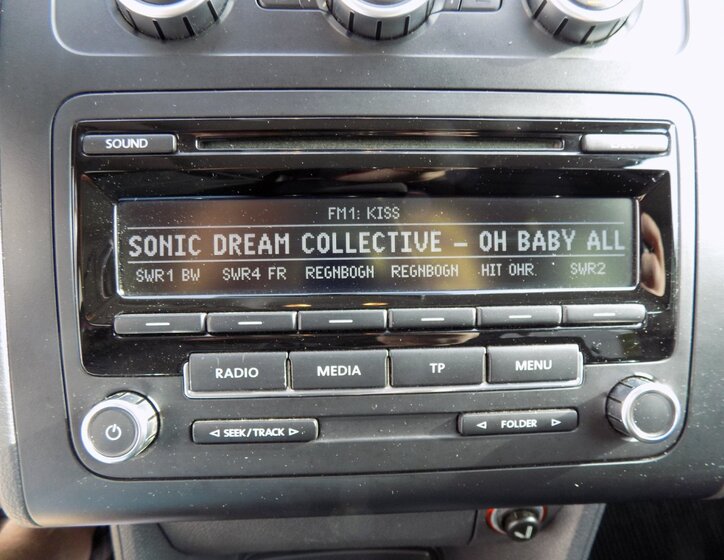 SOUND
FM1: KISS
SONIC DREAM COLLECTIVE – OH BABY ALL
SWR1 BW SWR4 FR REGNBOGN REGNBOGN HIT OHR. SWR2
RADIO MEDIA TP MENU
◁ SEEK/TRACK ▷ ◁ FOLDER ▷